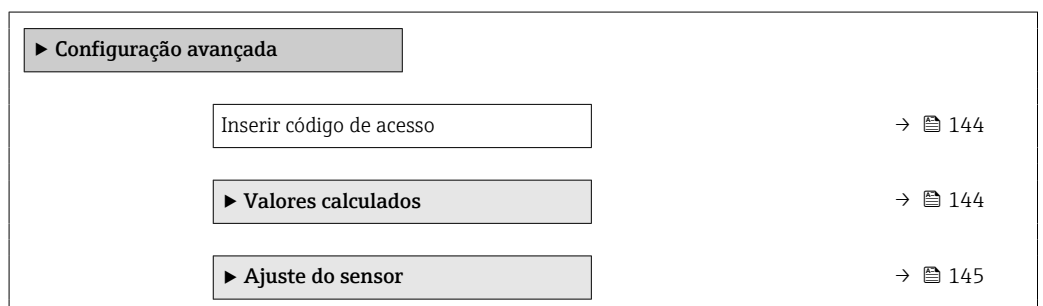 ▶ Configuração avançada
Inserir código de acesso → 144
▶ Valores calculados → 144
▶ Ajuste do sensor → 145